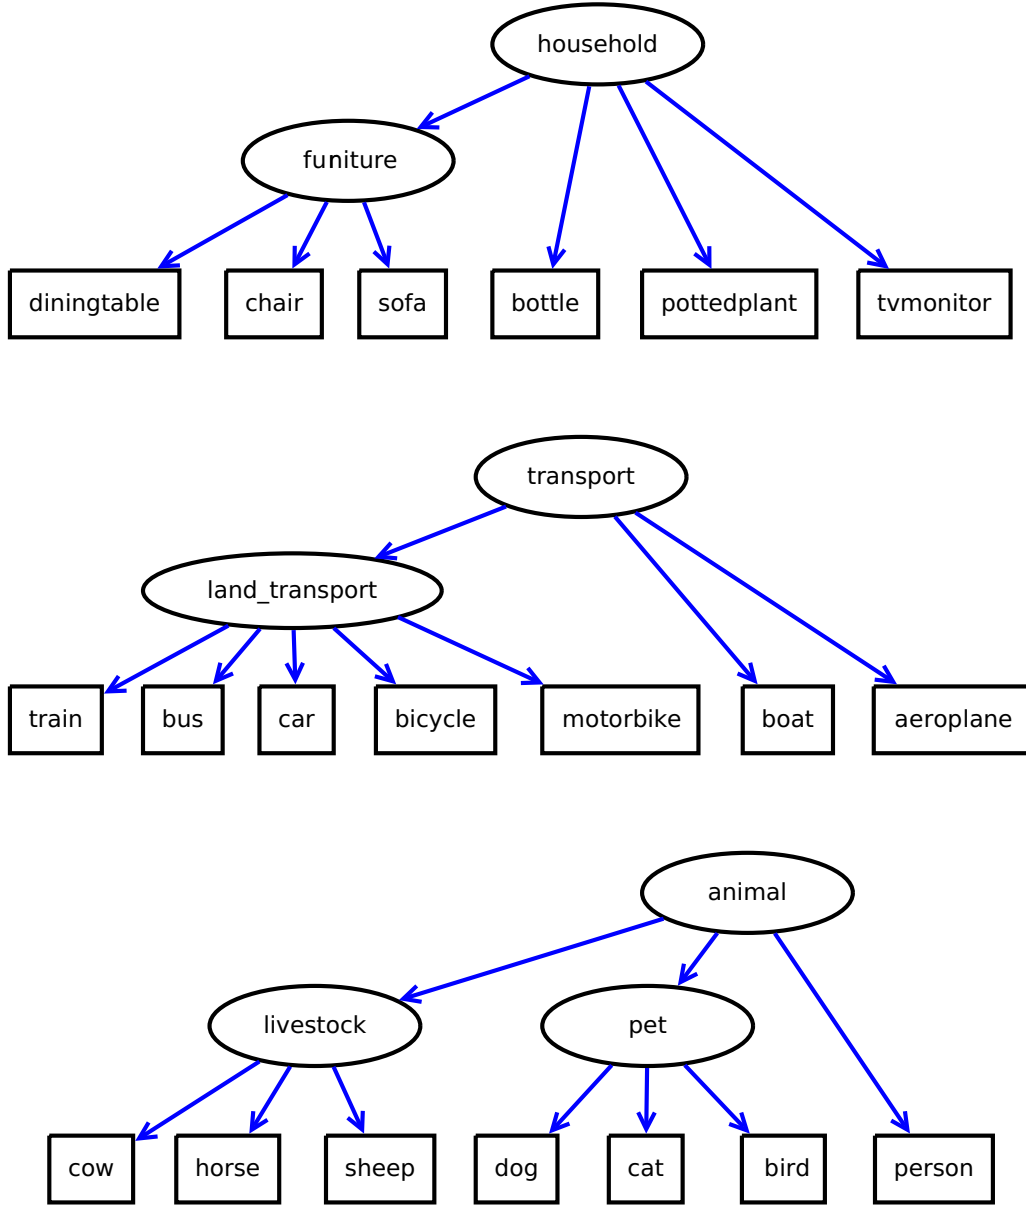 household
funiture
diningtable chair sofa bottle pottedplant tvmonitor
transport
land_transport
train bus car bicycle motorbike boat aeroplane
animal
livestock pet
cow horse sheep dog cat bird person